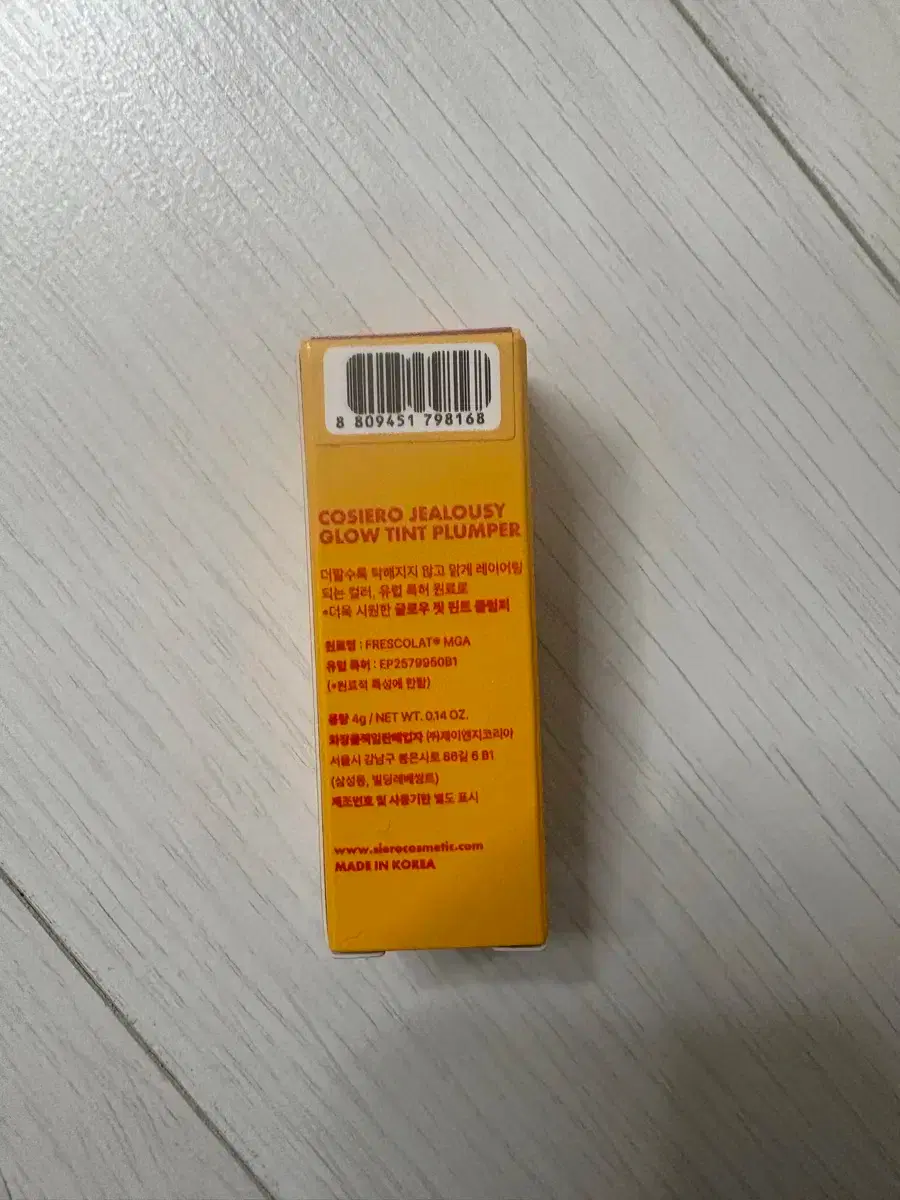 8 809451 798168
COSIERO JEALOUSY
GLOW TINT PLUMPER
더할수록 탁해지지 않고 맑게 레이어링
되는 컬러, 유럽 특허 원료로
*더욱 시원한 글로우 핏 틴트 플럼퍼
원료명 : FRESCOLAT® MGA
유럽 특허 : EP2579950B1
(*원료적 특성에 한함)
용량 4g / NET WT. 0.14 OZ.
화장품책임판매업자 (주)제이엔지코리아
서울시 강남구 봉은사로 86길 6 B1
(삼성동, 빌딩레베쌍트)
제조번호 및 사용기한 별도 표시
www.sierocosmetic.com
MADE IN KOREA